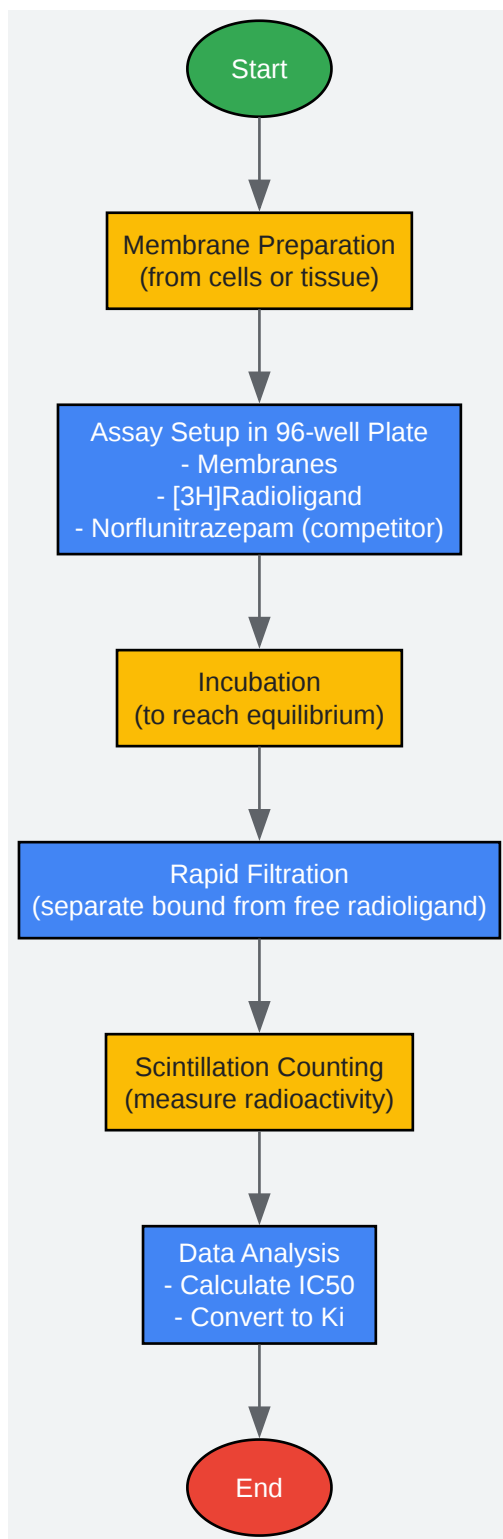 Start
Membrane Preparation
(from cells or tissue)
Assay Setup in 96-well Plate
- Membranes
- [3H]Radioligand
- Norflunitrazepam (competitor)
Incubation
(to reach equilibrium)
Rapid Filtration
(separate bound from free radioligand)
Scintillation Counting
(measure radioactivity)
Data Analysis
- Calculate IC50
- Convert to Ki
End